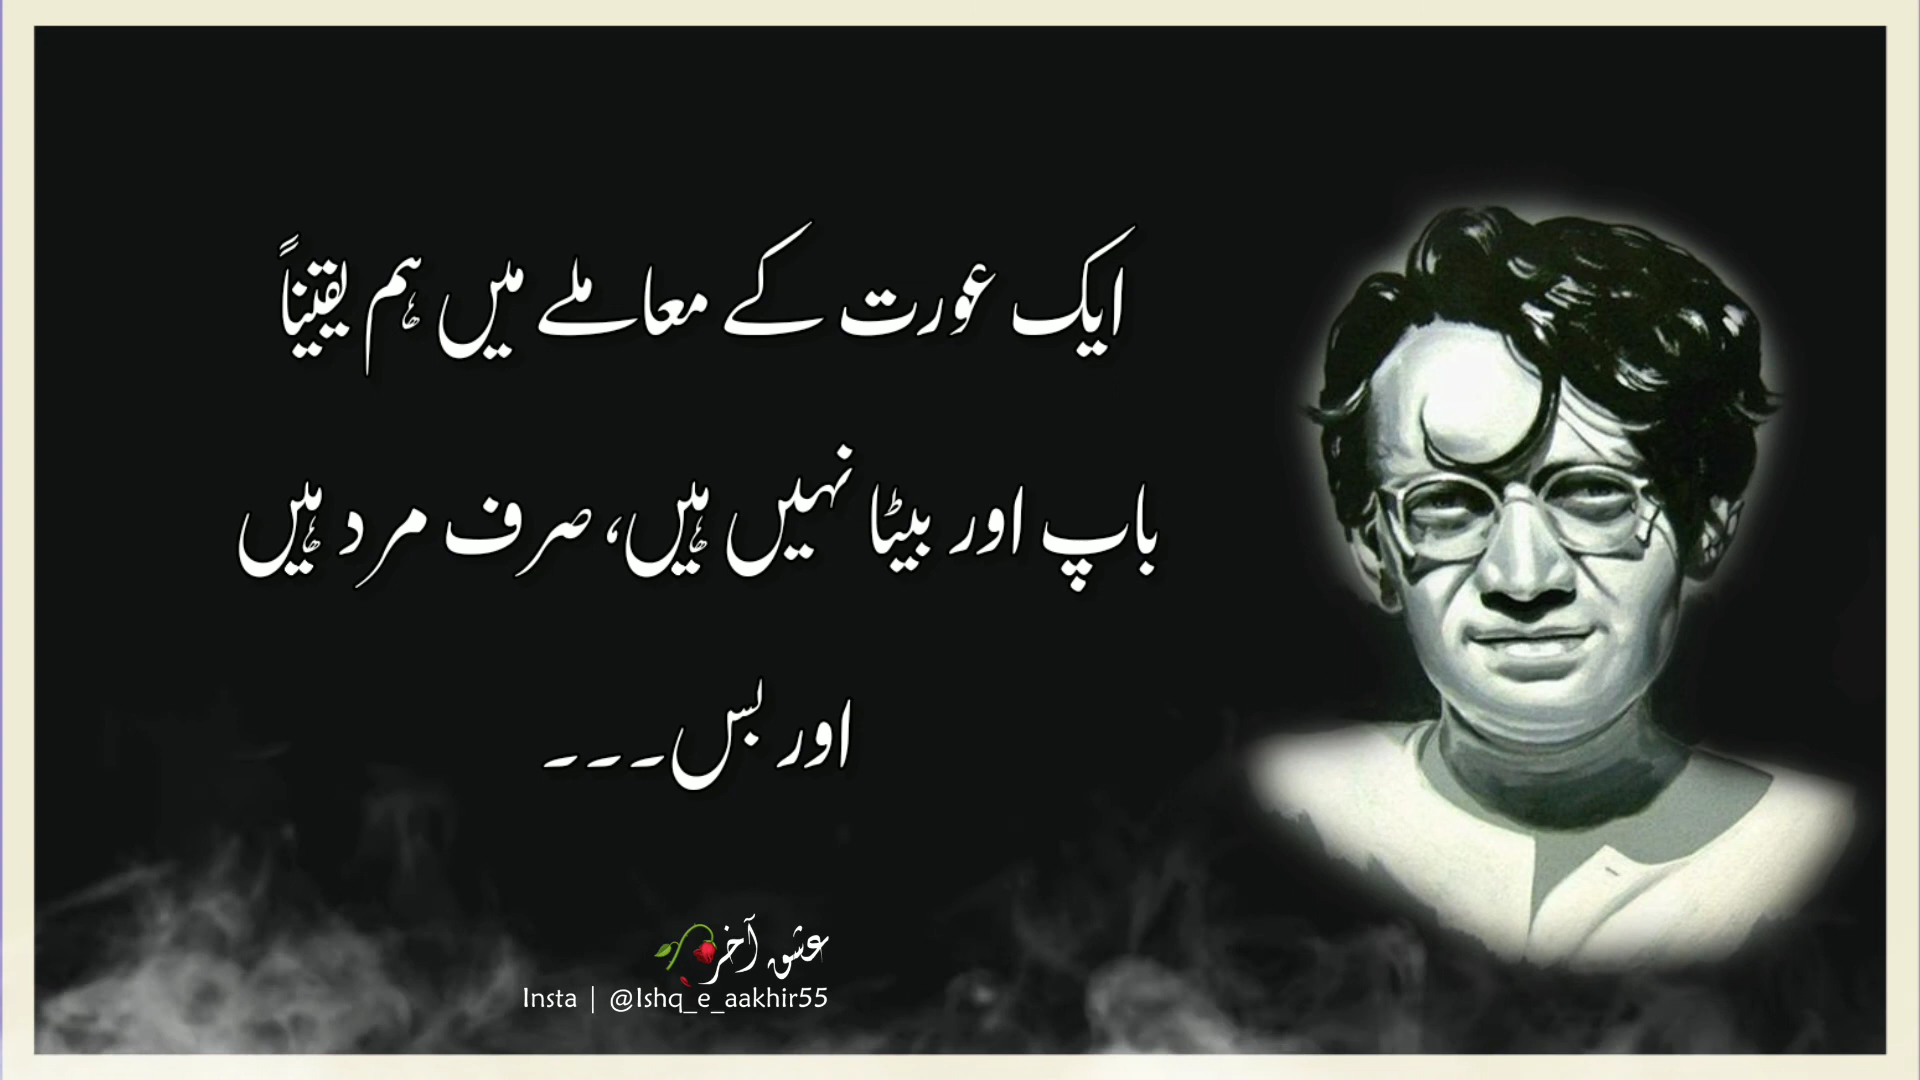 ایک عورت کے معاملے میں ہم یقیناً
باپ اور بیٹا نہیں ہیں، صرف مرد ہیں
اور بس۔۔۔
عشق آخر
Insta | @Ishq_e_aakhir55